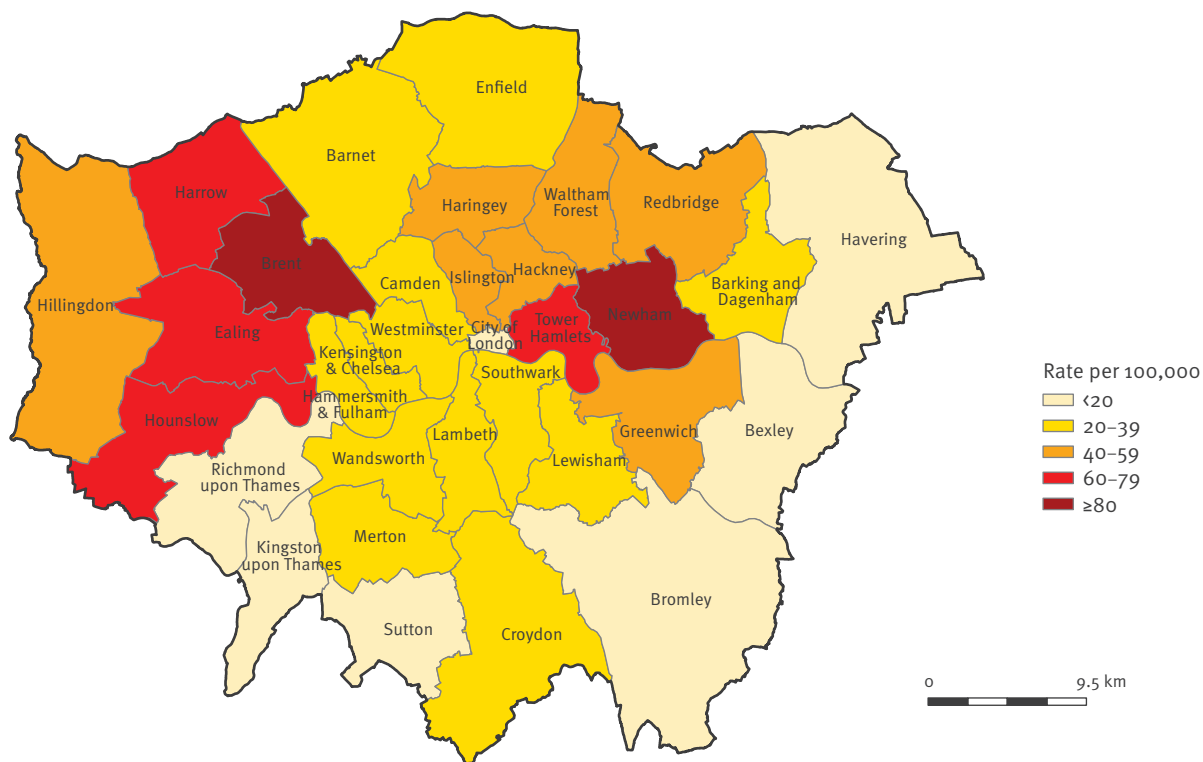 Enfield
Barnet
Harrow
Haringey
Waltham
Forest
Redbridge
Havering
Brent
Hillingdon
Camden
Islington
Hackney
Barking and
Dagenham
Ealing
Westminster
City of
London
Tower
Hamlets
Newham
Kensington
& Chelsea
Southwark
Hammersmith
& Fulham
Hounslow
Lambeth
Greenwich
Bexley
Wandsworth
Lewisham
Richmond
upon Thames
Merton
Kingston
upon Thames
Bromley
Sutton
Croydon
Rate per 100,000
<20
20–39
40–59
60–79
≥80
0 9.5 km